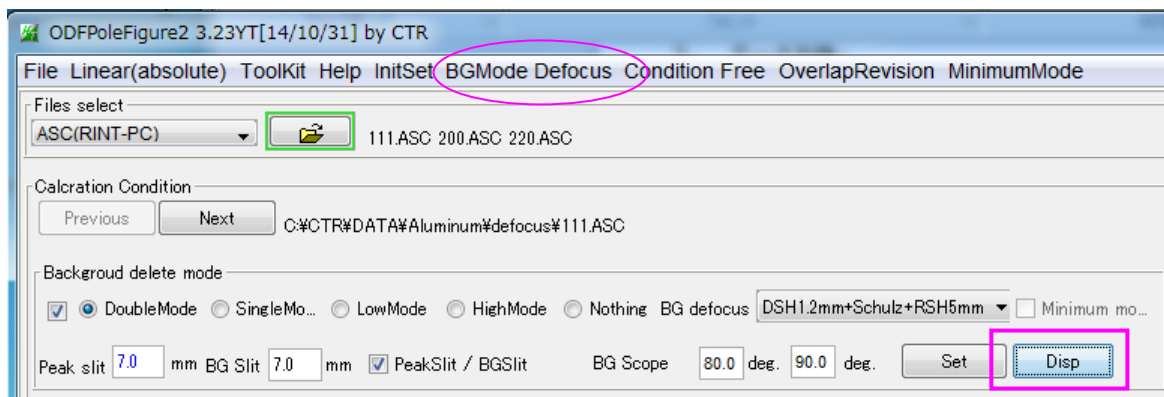 ODFPoleFigure2 3.23YT[14/10/31] by CTR
File Linear(absolute) ToolKit Help InitSet BGMode Defocus Condition Free OverlapRevision MinimumMode
Files select
ASC(RINT-PC) 111.ASC 200.ASC 220.ASC
Calcration Condition
Previous Next C:¥CTR¥DATA¥Aluminum¥defocus¥111.ASC
Backgroud delete mode
DoubleMode SingleMo... LowMode HighMode Nothing BG defocus DSH1.2mm+Schulz+RSH5mm Minimum mo...
Peak slit 7.0 mm BG Slit 7.0 mm PeakSlit / BGSlit BG Scope 80.0 deg. 90.0 deg. Set Disp